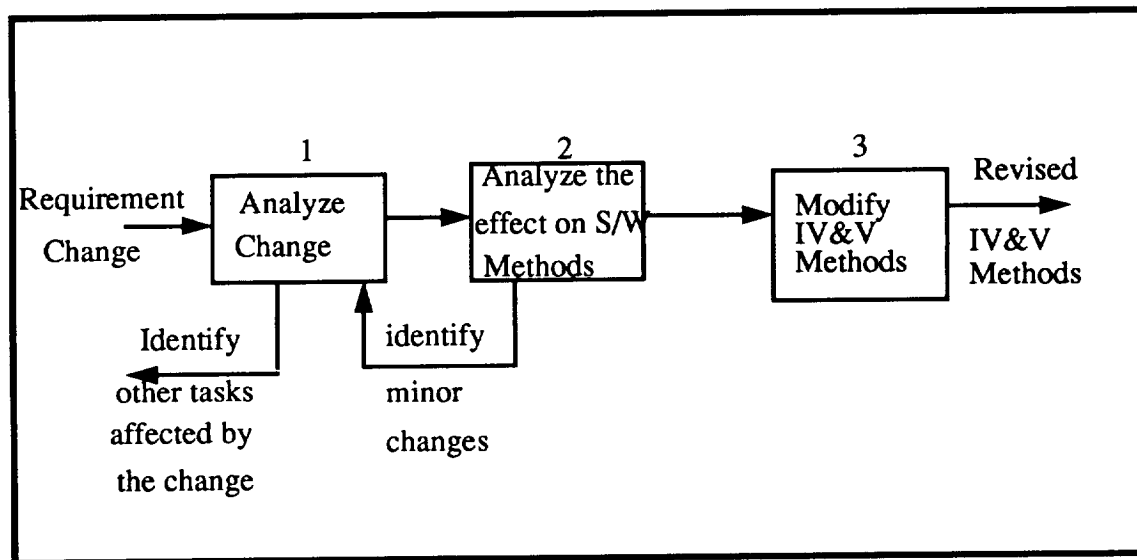 1
2
3
Requirement
Change
Analyze
Change
Analyze the
effect on S/W
Methods
Modify
IV&V
Methods
Revised
IV&V
Methods
Identify
other tasks
affected by
the change
identify
minor
changes